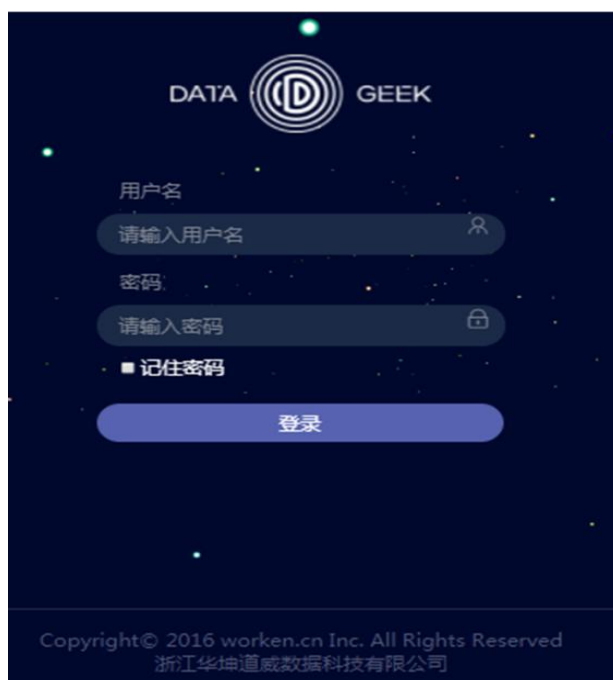 DATA D GEEK
用户名
请输入用户名
密码
请输入密码
记住密码
登录
Copyright© 2016 worken.cn Inc. All Rights Reserved
浙江华坤道威数据科技有限公司